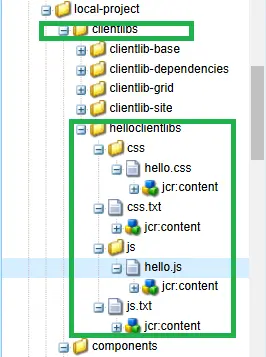 local-project
clientlibs
clientlib-base
clientlib-dependencies
clientlib-grid
clientlib-site
helloclientlibs
css
hello.css
jcr:content
css.txt
jcr:content
js
hello.js
jcr:content
js.txt
jcr:content
components